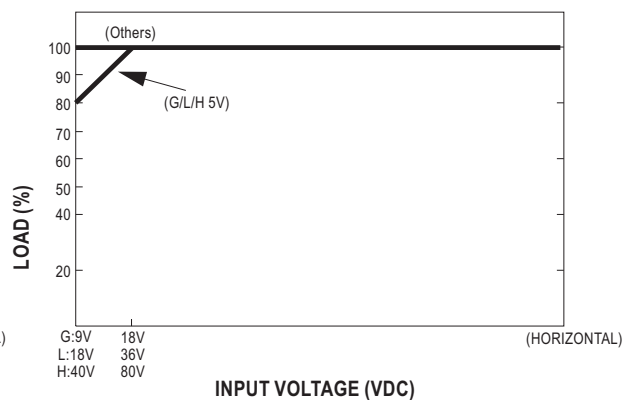 (Others)
100
90
(G/L/H 5V)
80
70
60
50
40
20
LOAD (%)
)
G:9V 18V (HORIZONTAL)
L:18V 36V
H:40V 80V
INPUT VOLTAGE (VDC)